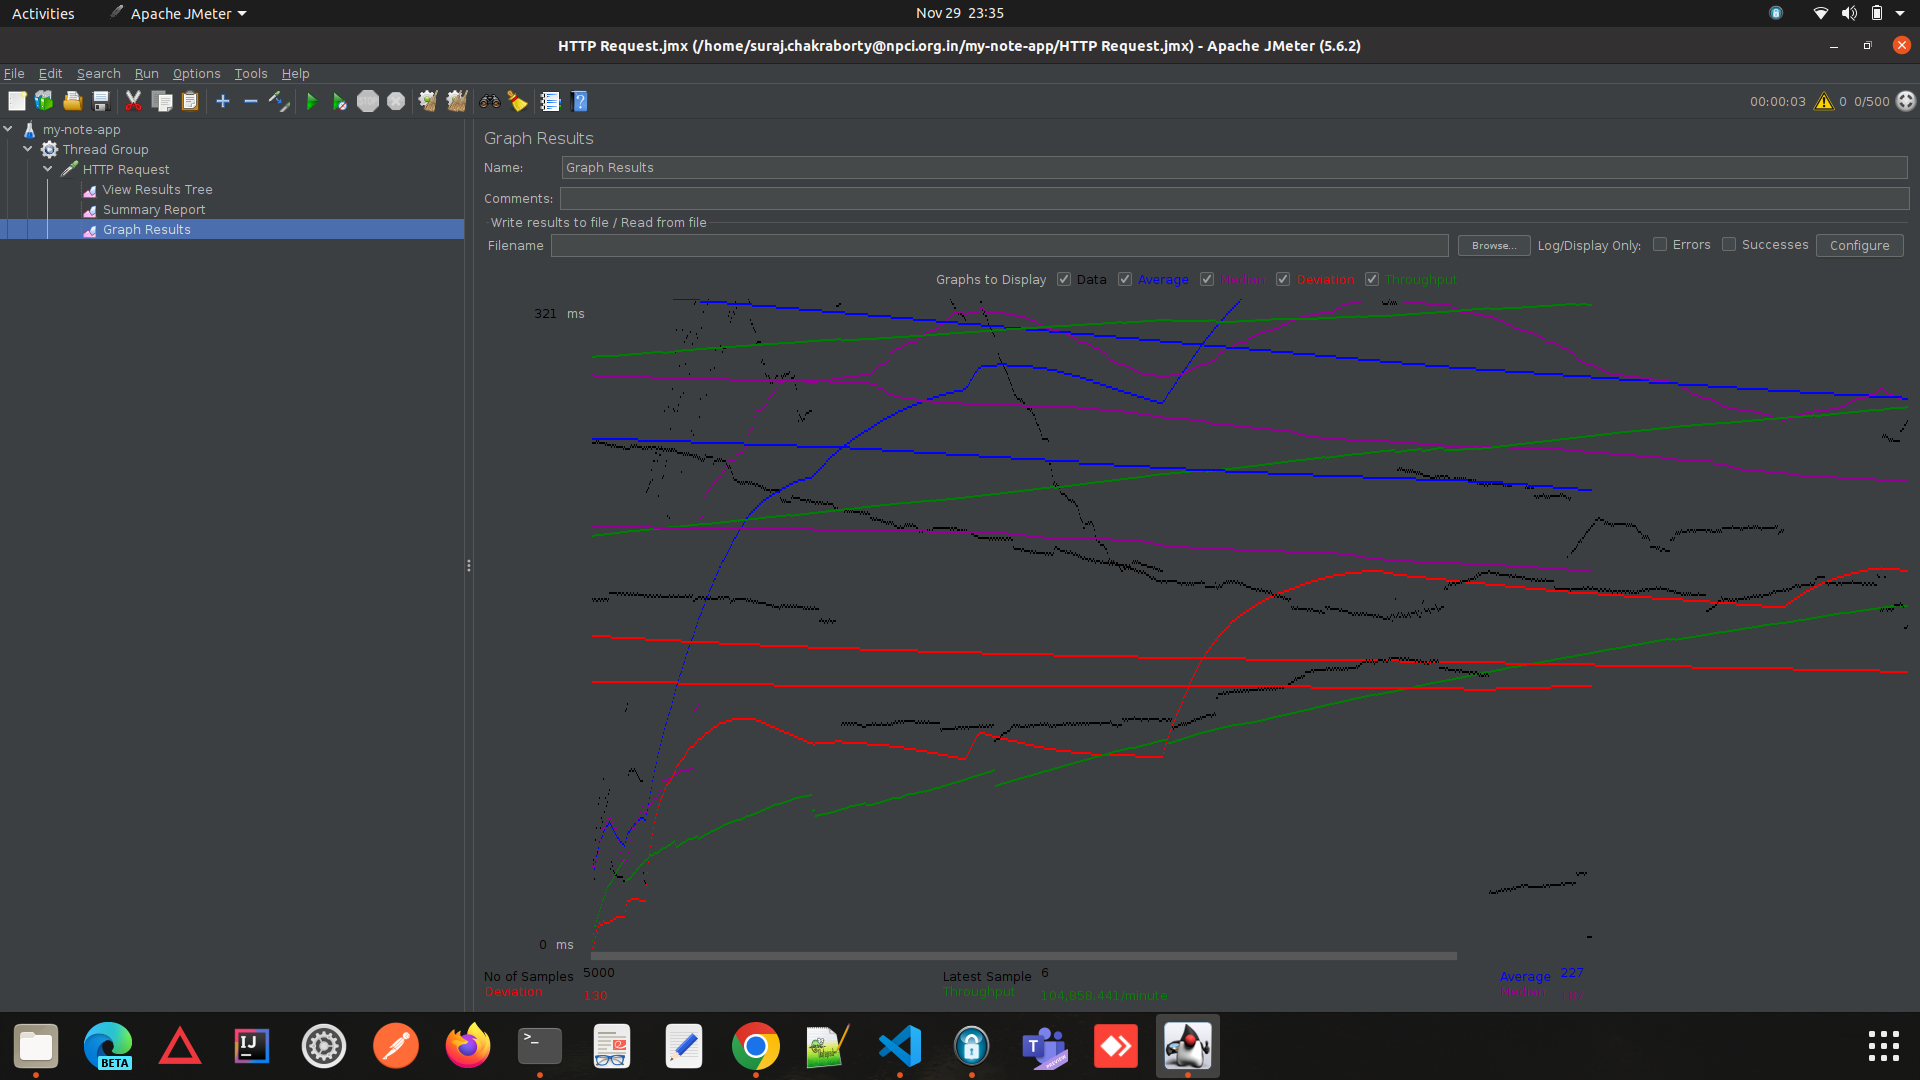 Activities
Apache JMeter
Nov 29 23:35
HTTP Request.jmx (/home/suraj.chakraborty@npci.org.in/my-note-app/HTTP Request.jmx) - Apache JMeter (5.6.2)
File Edit Search Run Options Tools Help
00:00:03 0 0/500
my-note-app
Thread Group
HTTP Request
View Results Tree
Summary Report
Graph Results
Graph Results
Name: Graph Results
Comments:
Write results to file / Read from file
Filename Browse... Log/Display Only: Errors Successes Configure
Graphs to Display Data Average Median Deviation Throughput
321 ms
0 ms
No of Samples 5000 Latest Sample 6 Average 227
Deviation 130 Throughput 104,858.441/minute Median
BETA
IJ
>_
T
PREVIEW